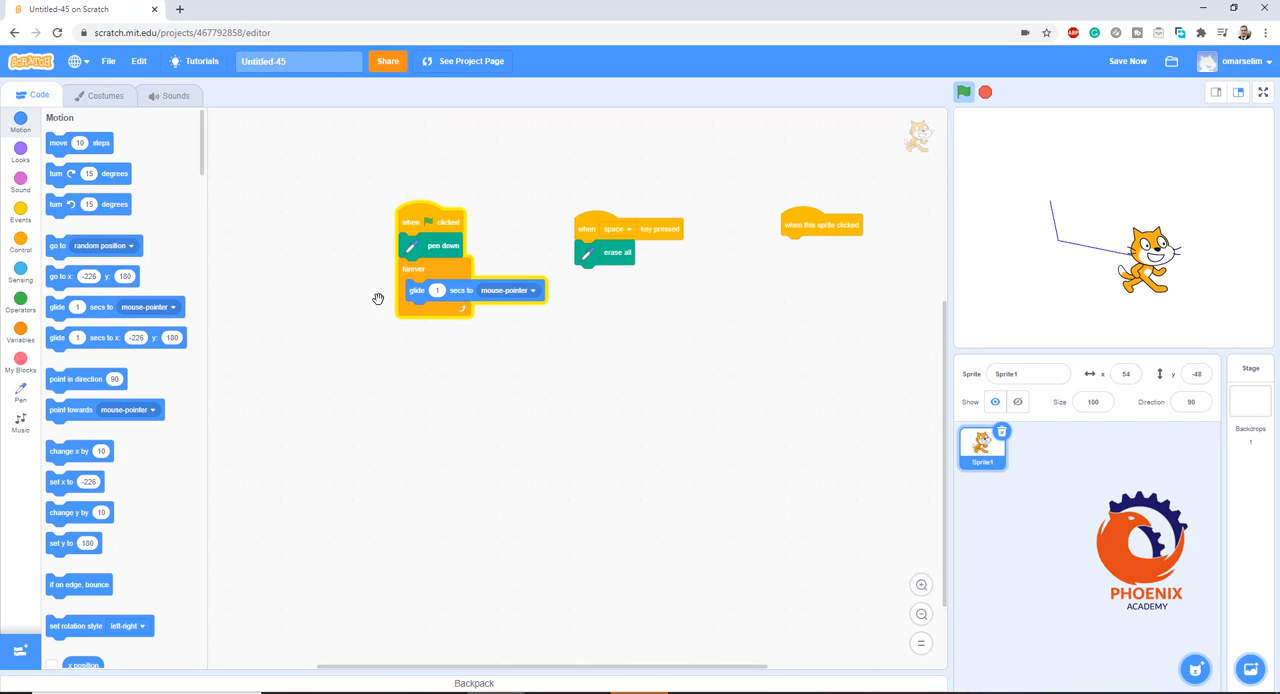 Untitled-45 on Scratch
scratch.mit.edu/projects/467792858/editor
SCRATCH
File
Edit
Tutorials
Untitled-45
Share
See Project Page
Save Now
omarselim
Code
Costumes
Sounds
Motion
Looks
Sound
Events
Control
Sensing
Operators
Variables
My Blocks
Pen
Music
Motion
move 10 steps
turn 15 degrees
turn 15 degrees
go to random position
go to x: -226 y: 180
glide 1 secs to mouse-pointer
glide 1 secs to x: -226 y: 180
point in direction 90
point towards mouse-pointer
change x by 10
set x to -226
change y by 10
set y to 180
if on edge, bounce
set rotation style left-right
x position
when clicked
pen down
forever
glide 1 secs to mouse-pointer
when space key pressed
erase all
when this sprite clicked
Backpack
Sprite Sprite1 x 54 y -48
Show Size 100 Direction 90
Sprite1
Stage
Backdrops
1
PHOENIX
ACADEMY